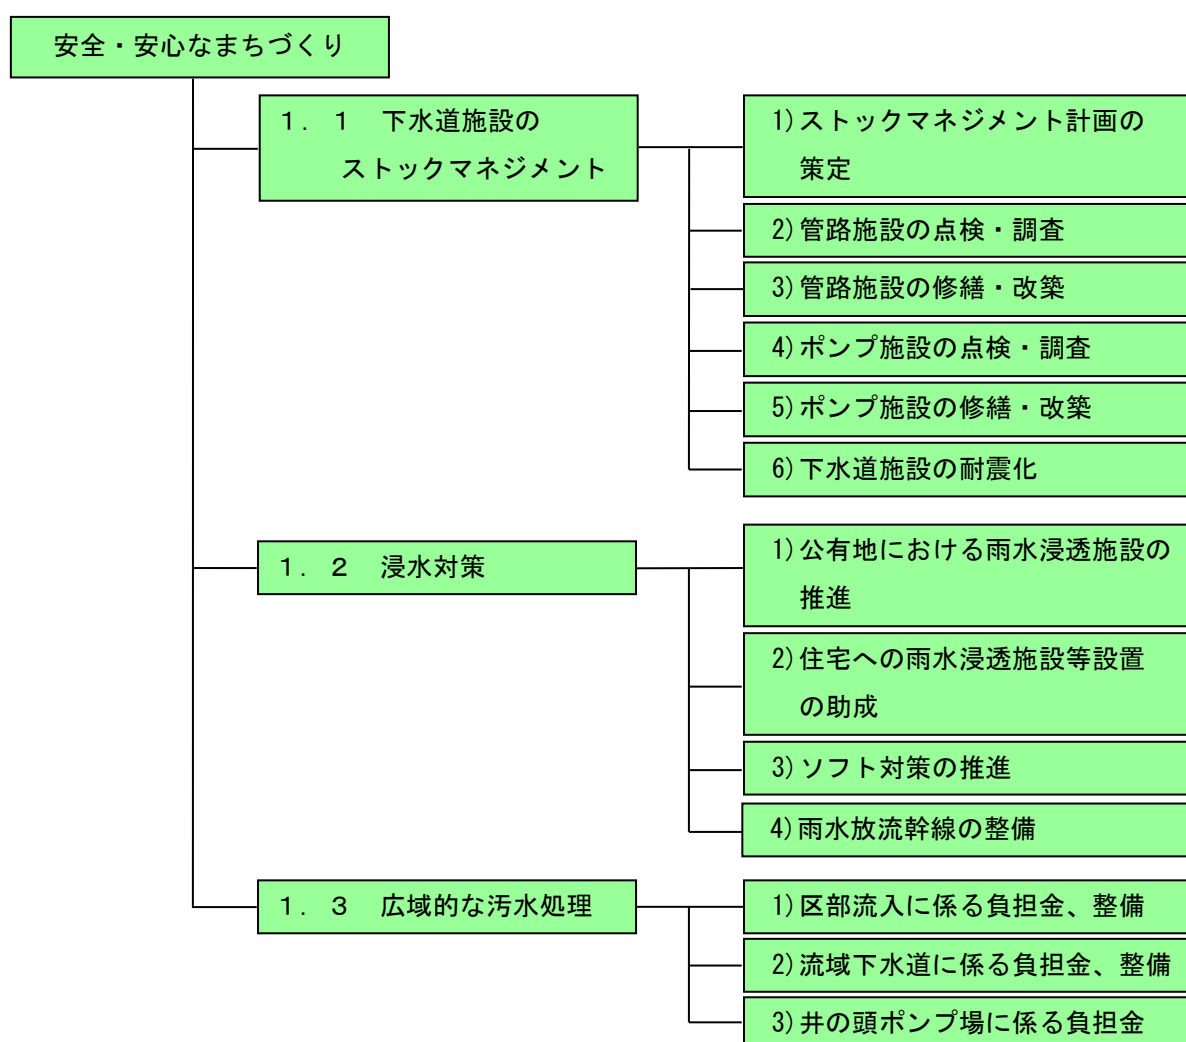 安全・安心なまちづくり
1. 1 下水道施設の
ストックマネジメント
1)ストックマネジメント計画の
策定
2)管路施設の点検・調査
3)管路施設の修繕・改築
4)ポンプ施設の点検・調査
5)ポンプ施設の修繕・改築
6)下水道施設の耐震化
1. 2 浸水対策
1)公有地における雨水浸透施設の
推進
2)住宅への雨水浸透施設等設置
の助成
3)ソフト対策の推進
4)雨水放流幹線の整備
1. 3 広域的な汚水処理
1)区部流入に係る負担金、整備
2)流域下水道に係る負担金、整備
3)井の頭ポンプ場に係る負担金